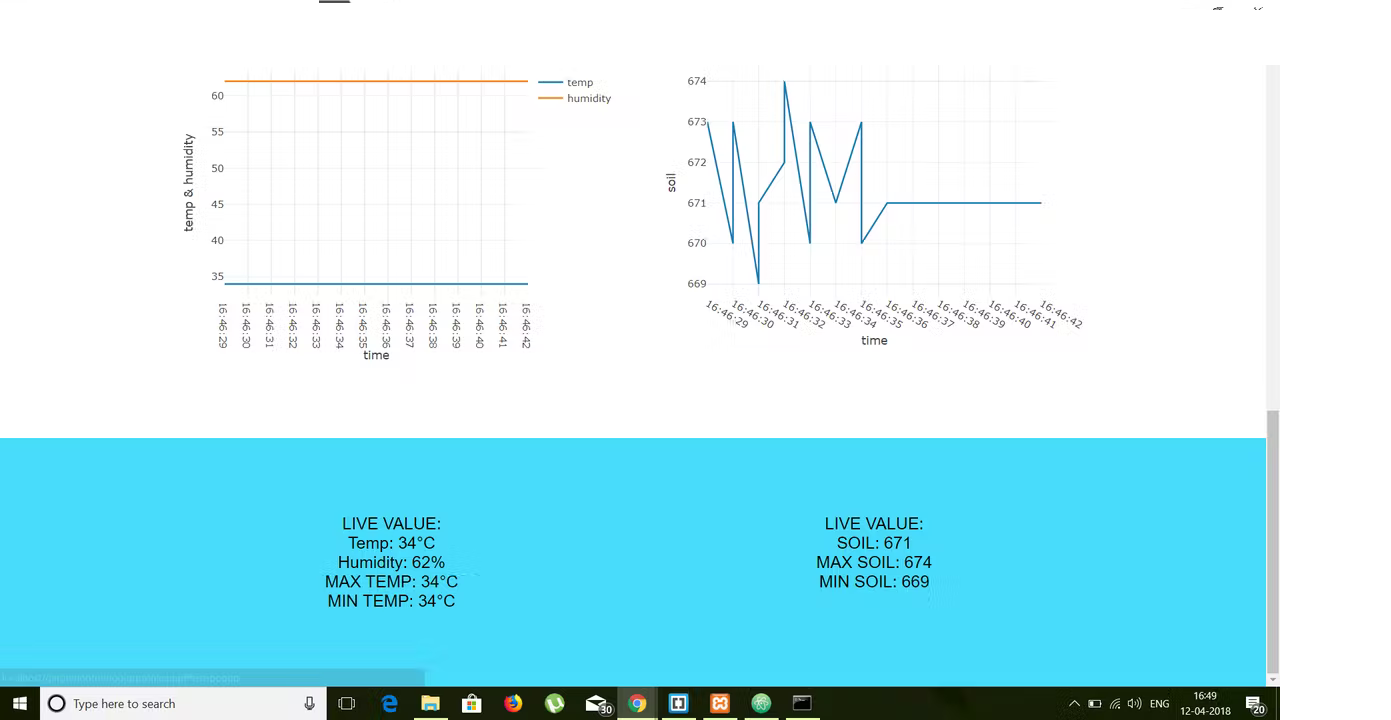 temp
humidity
60
55
50
45
40
35
temp & humidity
16:46:29
16:46:30
16:46:31
16:46:32
16:46:33
16:46:34
16:46:35
16:46:36
16:46:37
16:46:38
16:46:39
16:46:40
16:46:41
16:46:42
time
674
673
672
671
670
669
soil
16:46:29
16:46:30
16:46:31
16:46:32
16:46:33
16:46:34
16:46:35
16:46:36
16:46:37
16:46:38
16:46:39
16:46:40
16:46:41
16:46:42
time
LIVE VALUE:
Temp: 34°C
Humidity: 62%
MAX TEMP: 34°C
MIN TEMP: 34°C
LIVE VALUE:
SOIL: 671
MAX SOIL: 674
MIN SOIL: 669
Type here to search
30
ENG
16:49
12-04-2018
20